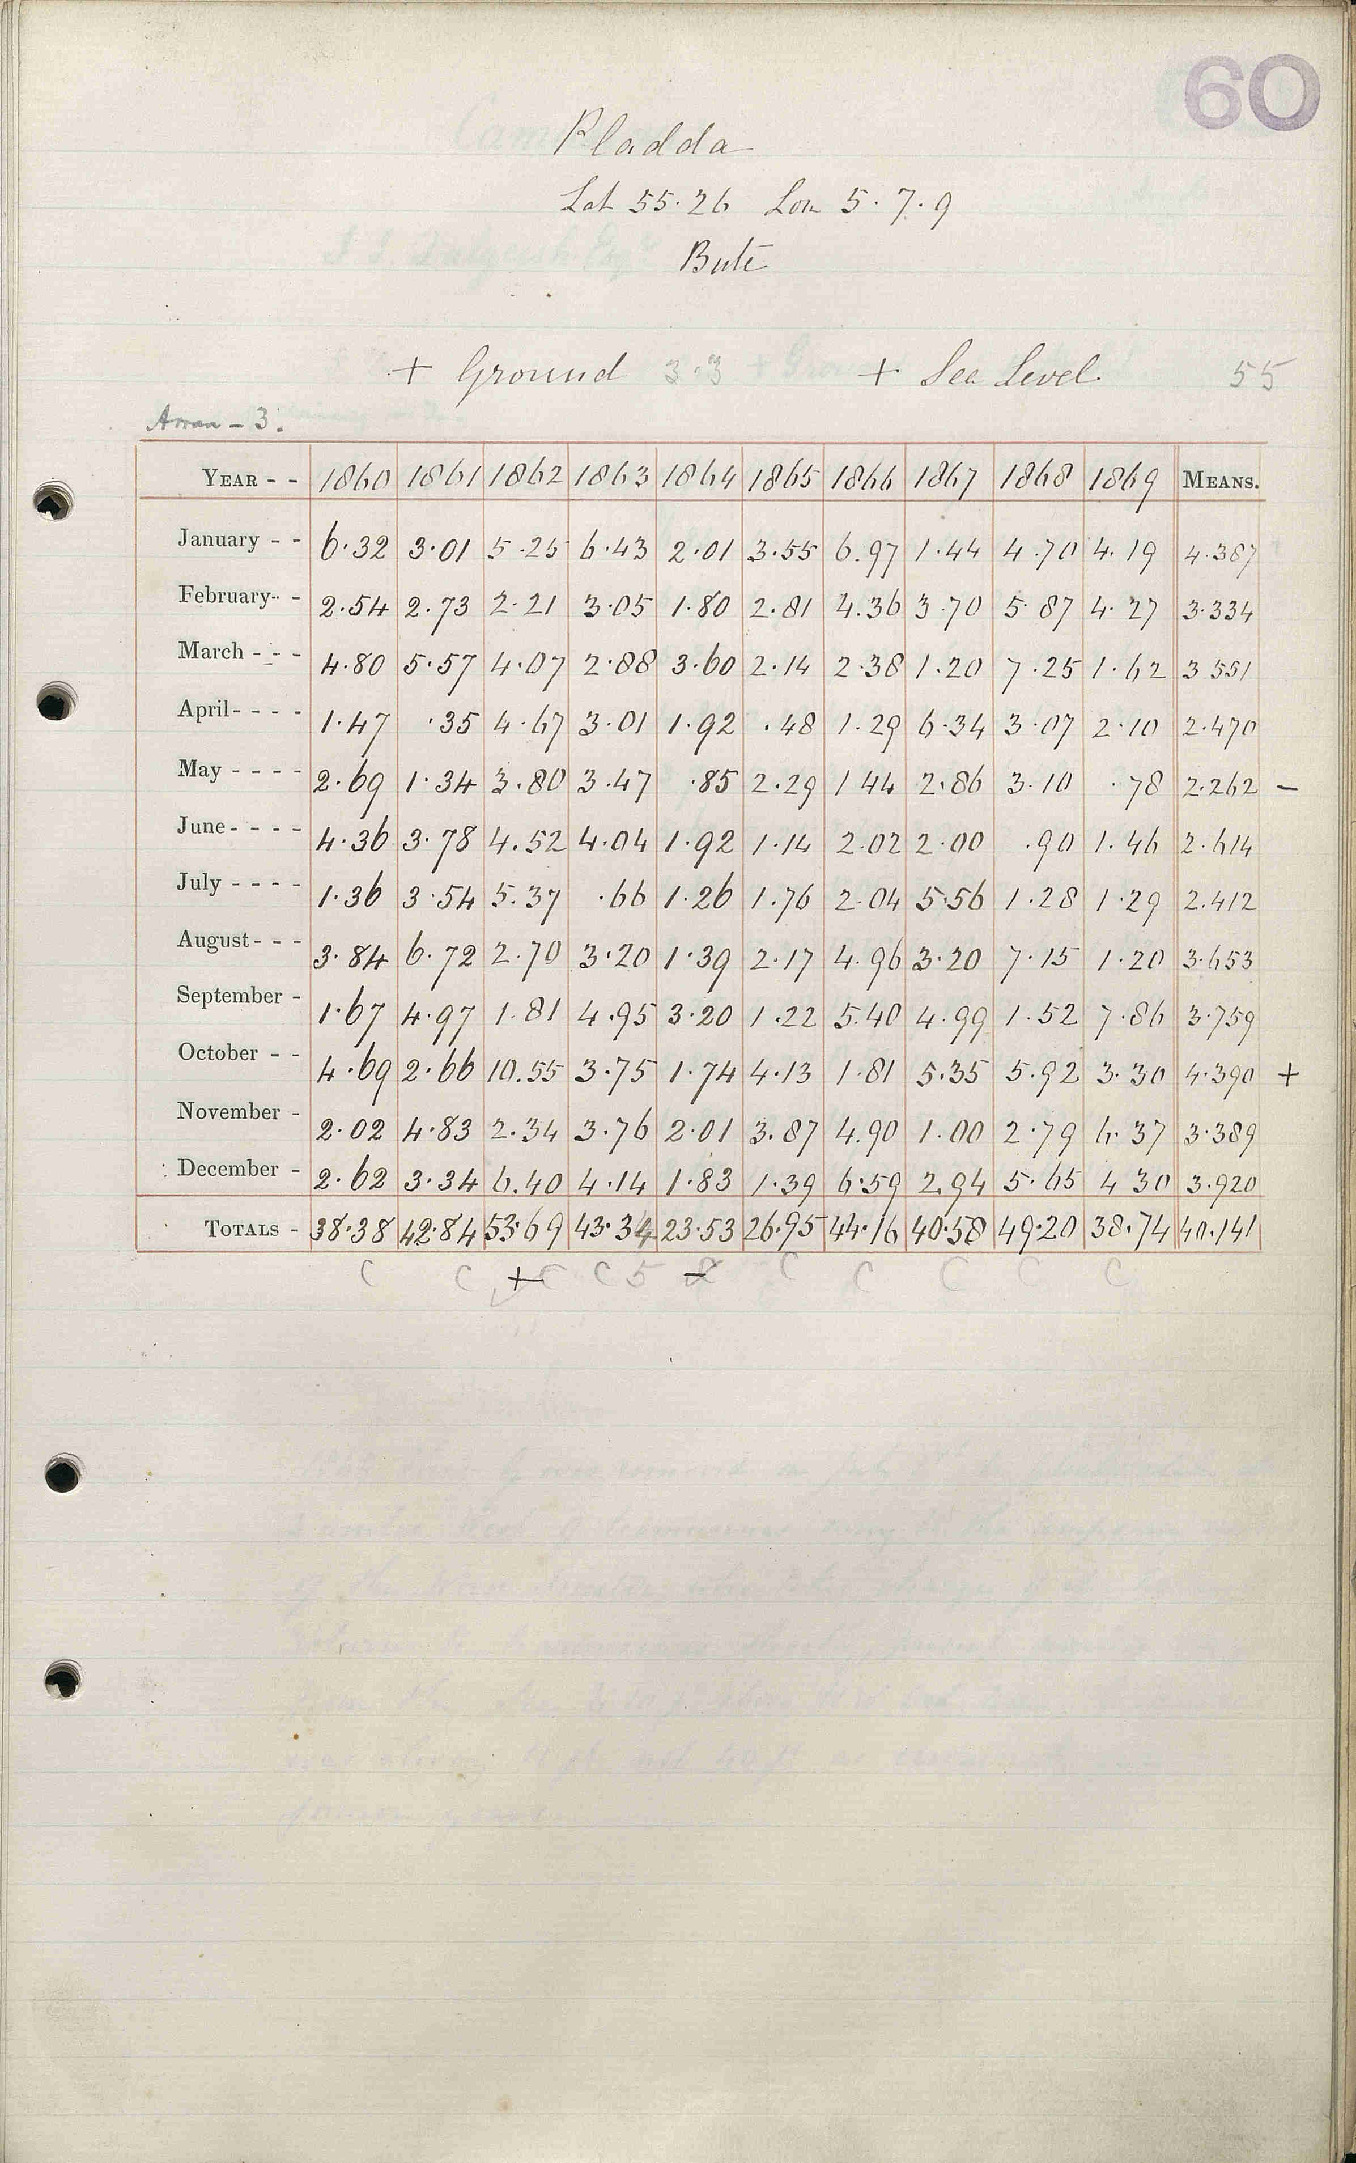 60
Pladda
Lat 55.26 Lon 5.7.9
Bute
+ Ground 3.3 + Sea Level. 55
Arran - 3.
YEAR - - 1860 1861 1862 1863 1864 1865 1866 1867 1868 1869 MEANS.
January - - 6.32 3.01 5.25 6.43 2.01 3.55 6.97 1.44 4.70 4.19 4.387
February - - 2.54 2.73 2.21 3.05 1.80 2.81 4.36 3.70 5.87 4.27 3.334
March - - - 4.80 5.57 4.07 2.88 3.60 2.14 2.38 1.20 7.25 1.62 3.551
April - - - - 1.47 .35 4.67 3.01 1.92 .48 1.29 6.34 3.07 2.10 2.470
May - - - - 2.69 1.34 3.80 3.47 .85 2.29 1.44 2.86 3.10 .78 2.262 -
June - - - - 4.36 3.78 4.52 4.04 1.92 1.14 2.02 2.00 .90 1.46 2.614
July - - - - 1.36 3.54 5.37 .66 1.26 1.76 2.04 5.56 1.28 1.29 2.412
August - - - 3.84 6.72 2.70 3.20 1.39 2.17 4.96 3.20 7.15 1.20 3.653
September - 1.67 4.97 1.81 4.95 3.20 1.22 5.40 4.99 1.52 7.86 3.759
October - - 4.69 2.66 10.55 3.75 1.74 4.13 1.81 5.35 5.92 3.30 4.390 +
November - 2.02 4.83 2.34 3.76 2.01 3.87 4.90 1.00 2.79 6.37 3.389
December - 2.62 3.34 6.40 4.14 1.83 1.39 6.59 2.94 5.65 4.30 3.920
TOTALS - 38.38 42.84 53.69 43.34 23.53 26.95 44.16 40.58 49.20 38.74 40.141
C C + C C 5 - C C C C C